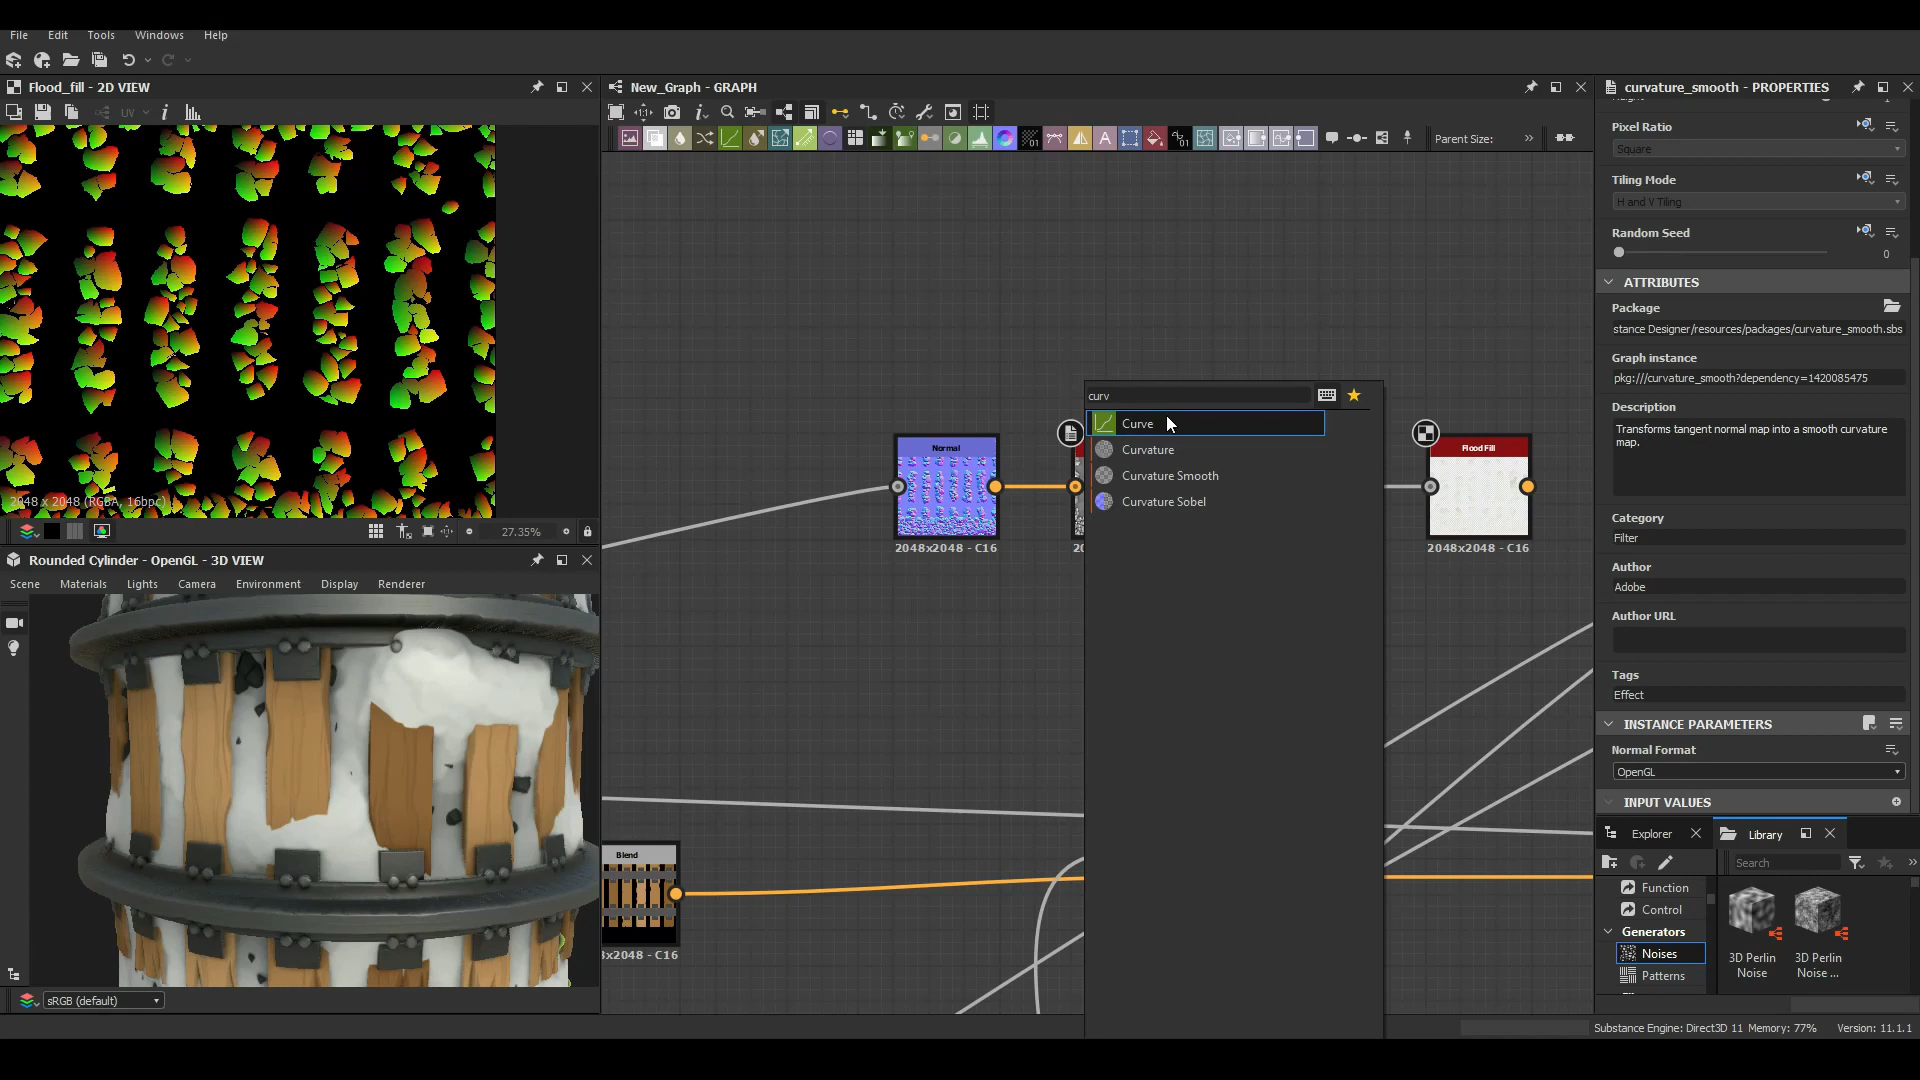 File Edit Tools Windows Help
Flood_fill - 2D VIEW
UV
2048 x 2048 (RGBA, 16bpc)
27.35%
Rounded Cylinder - OpenGL - 3D VIEW
Scene Materials Lights Camera Environment Display Renderer
sRGB (default)
New_Graph - GRAPH
Parent Size:
curv
Curve
Curvature
Curvature Smooth
Curvature Sobel
Normal
2048x2048 - C16
Flood Fill
2048x2048 - C16
Blend
x2048 - C16
curvature_smooth - PROPERTIES
Pixel Ratio
Square
Tiling Mode
H and V Tiling
Random Seed
0
ATTRIBUTES
Package
stance Designer/resources/packages/curvature_smooth.sbs
Graph instance
pkg:///curvature_smooth?dependency=1420085475
Description
Transforms tangent normal map into a smooth curvature
map.
Category
Filter
Author
Adobe
Author URL
Tags
Effect
INSTANCE PARAMETERS
Normal Format
OpenGL
INPUT VALUES
Explorer Library
Search
Function
Control
Generators
Noises
Patterns
3D Perlin
Noise
3D Perlin
Noise ...
Substance Engine: Direct3D 11 Memory: 77% Version: 11.1.1